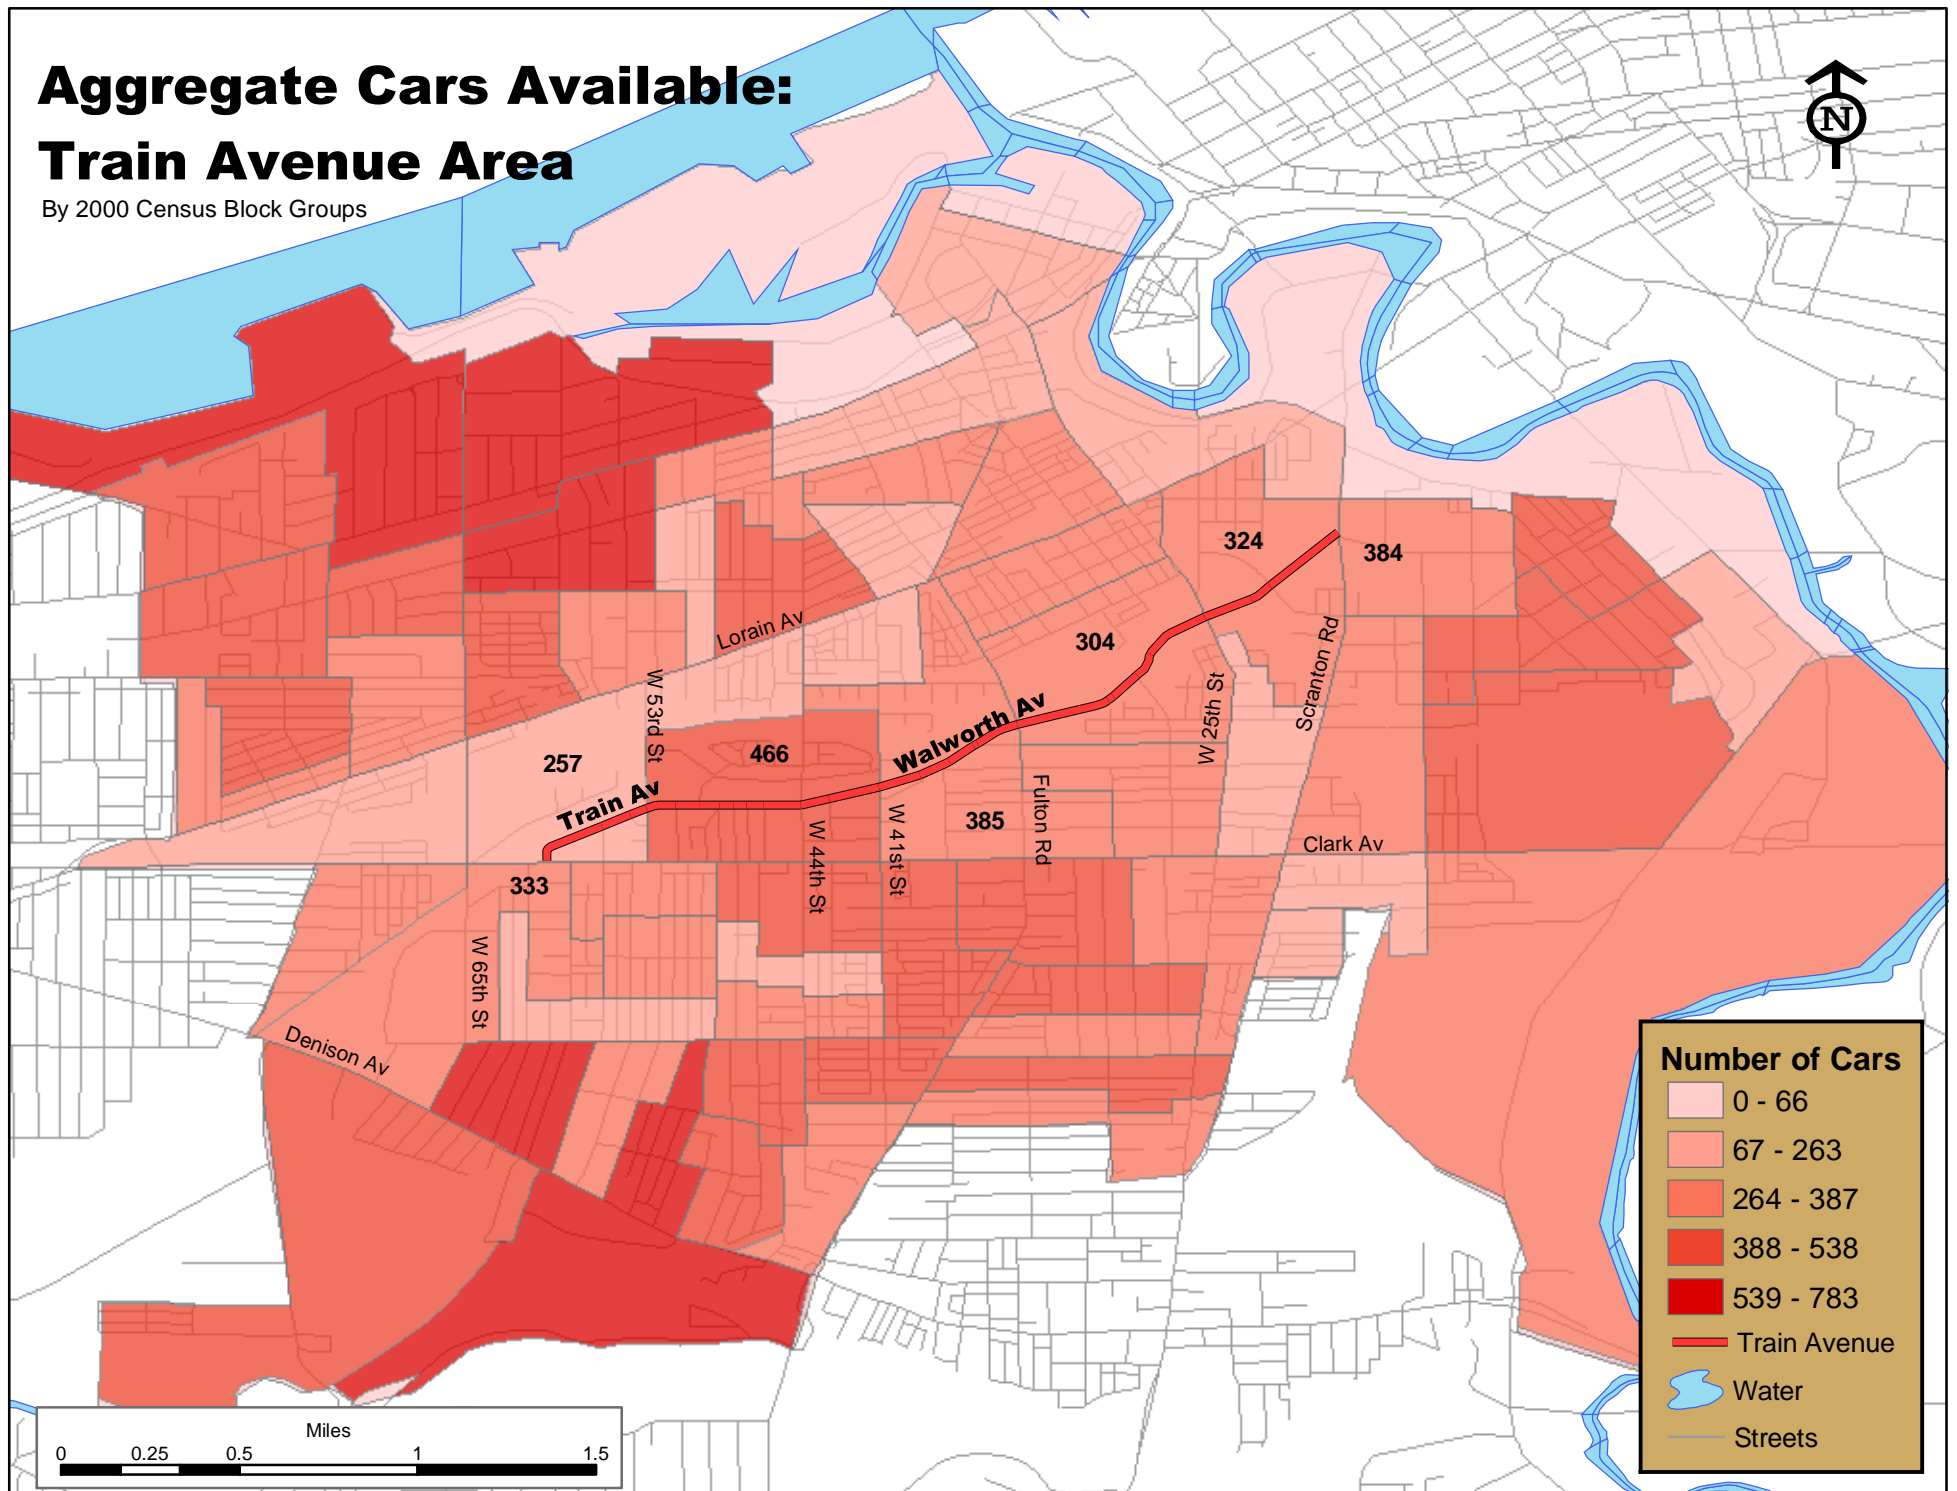 Aggregate Cars Available:
Train Avenue Area
By 2000 Census Block Groups
N
324
384
Lorain Av
304
Scranton Rd
W 53rd St
W 25th St
Walworth Av
466
257
Train Av
Fulton Rd
385
W 44th St
W 41st St
Clark Av
333
W 65th St
Denison Av
Number of Cars
0 - 66
67 - 263
264 - 387
388 - 538
539 - 783
Train Avenue
Water
Streets
Miles
0 0.25 0.5 1 1.5